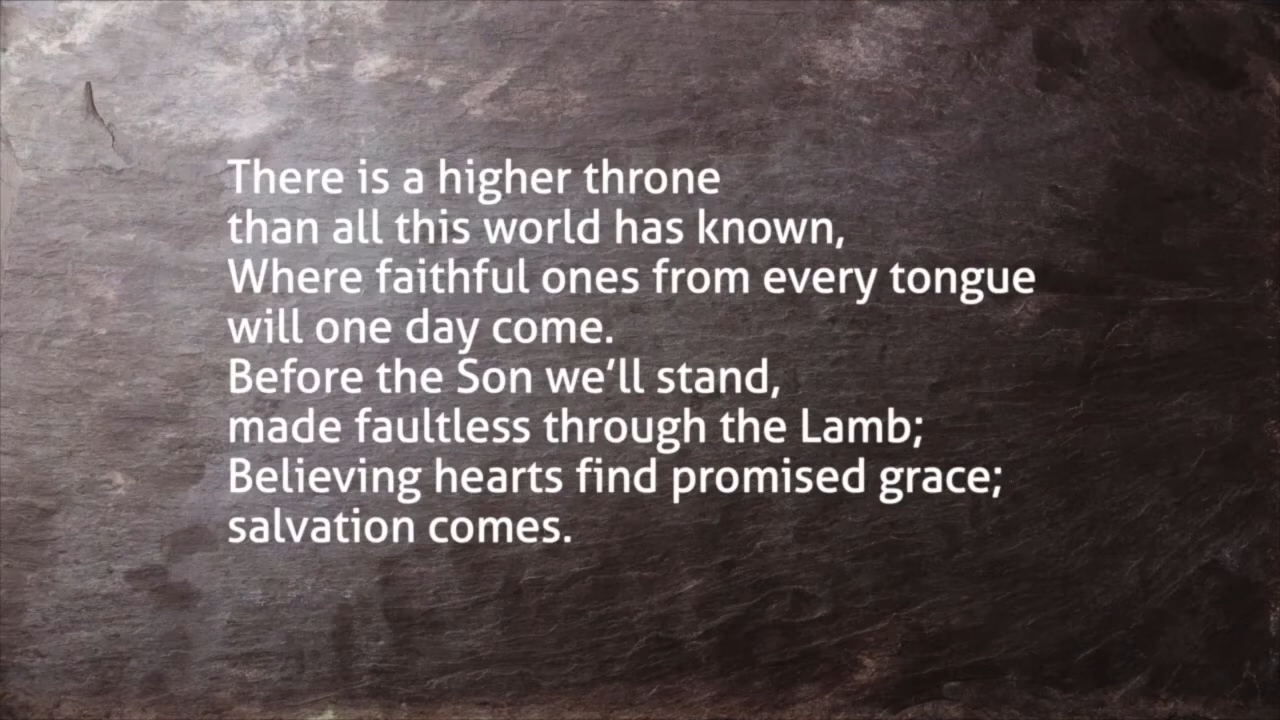 There is a higher throne
than all this world has known,
Where faithful ones from every tongue
will one day come.
Before the Son we’ll stand,
made faultless through the Lamb;
Believing hearts find promised grace;
salvation comes.